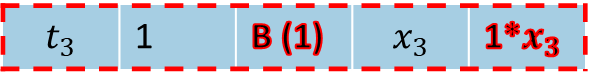 t₃ 1 B (1) x₃ 1*x₃